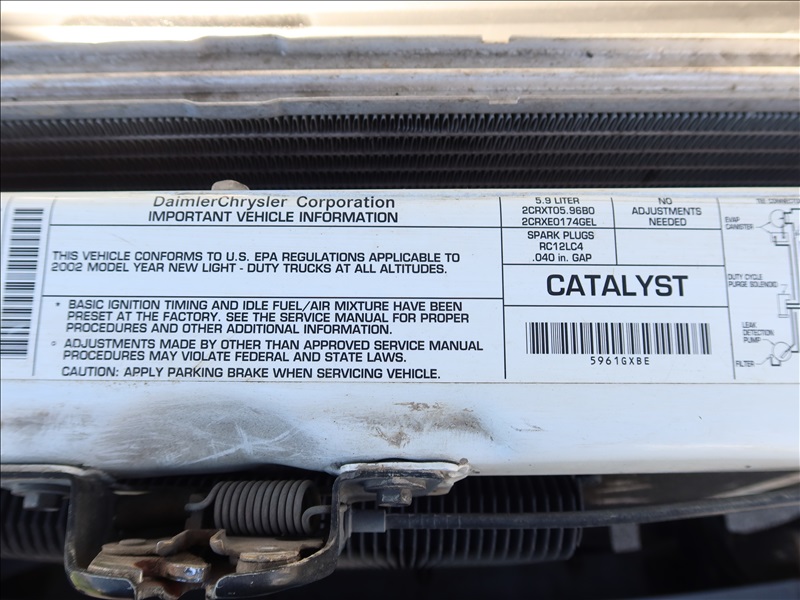 DaimlerChrysler Corporation
IMPORTANT VEHICLE INFORMATION
THIS VEHICLE CONFORMS TO U.S. EPA REGULATIONS APPLICABLE TO
2002 MODEL YEAR NEW LIGHT - DUTY TRUCKS AT ALL ALTITUDES.
* BASIC IGNITION TIMING AND IDLE FUEL/AIR MIXTURE HAVE BEEN
PRESET AT THE FACTORY. SEE THE SERVICE MANUAL FOR PROPER
PROCEDURES AND OTHER ADDITIONAL INFORMATION.
° ADJUSTMENTS MADE BY OTHER THAN APPROVED SERVICE MANUAL
PROCEDURES MAY VIOLATE FEDERAL AND STATE LAWS.
CAUTION: APPLY PARKING BRAKE WHEN SERVICING VEHICLE.
5.9 LITER
2CRXT05.96B0
2CRXE0174GEL
NO
ADJUSTMENTS
NEEDED
SPARK PLUGS
RC12LC4
.040 in. GAP
CATALYST
5961GXBE
TEE CONNECTOR
EVAP
CANISTER
DUTY CYCLE
PURGE SOLENOID
LEAK
DETECTION
PUMP
FILTER